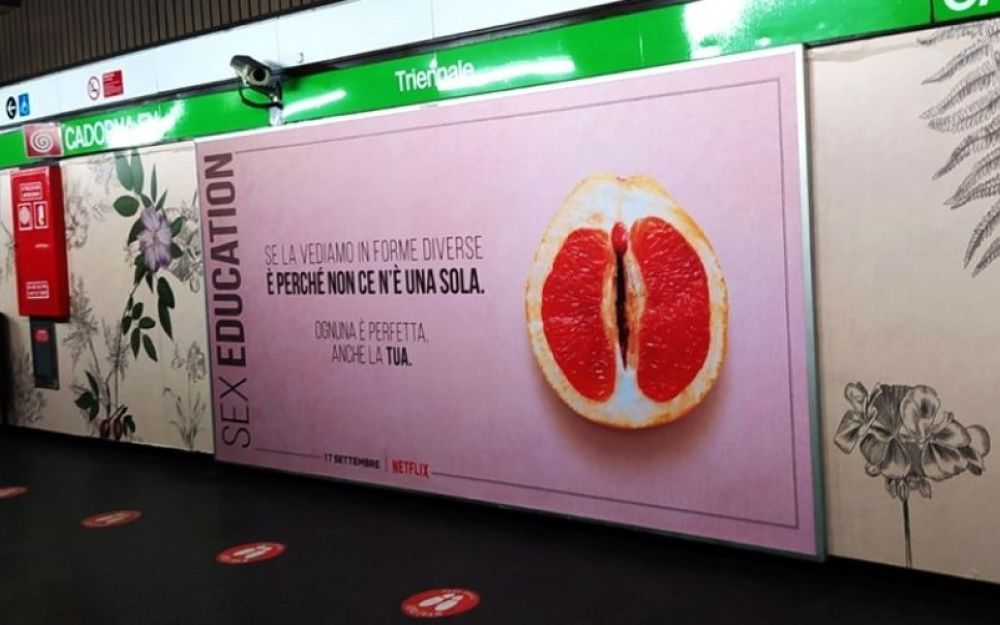 Triennale
CADORNA FN
SEX EDUCATION
SE LA VEDIAMO IN FORME DIVERSE
È PERCHÉ NON CE N'È UNA SOLA.
OGNUNA È PERFETTA.
ANCHE LA TUA.
17 SETTEMBRE | NETFLIX